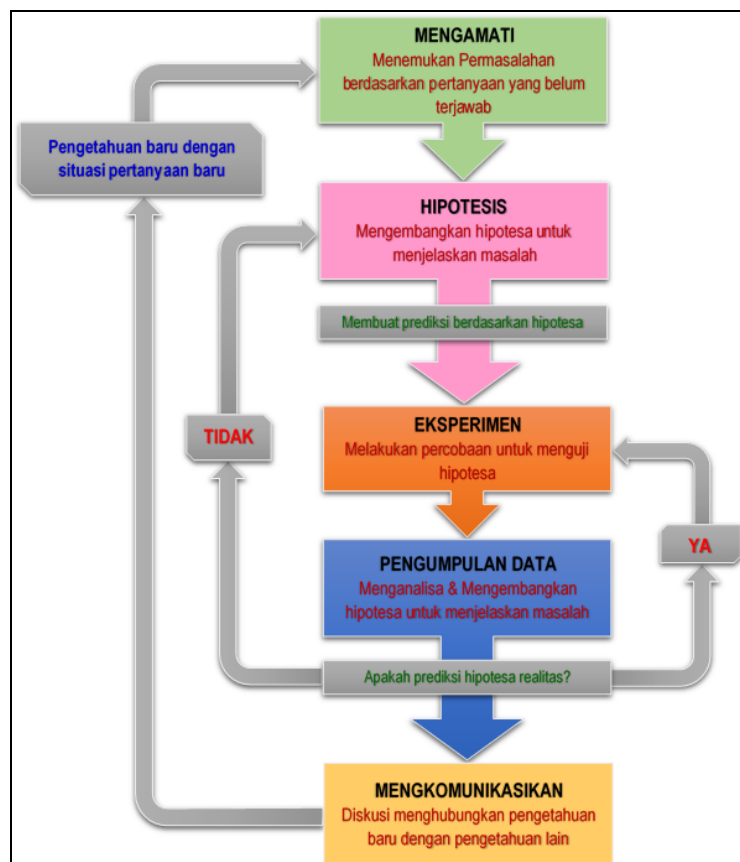 MENGAMATI
Menemukan Permasalahan
berdasarkan pertanyaan yang belum
terjawab
Pengetahuan baru dengan
situasi pertanyaan baru
HIPOTESIS
Mengembangkan hipotesa untuk
menjelaskan masalah
Membuat prediksi berdasarkan hipotesa
TIDAK
EKSPERIMEN
Melakukan percobaan untuk menguji
hipotesa
YA
PENGUMPULAN DATA
Menganalisa & Mengembangkan
hipotesa untuk menjelaskan masalah
Apakah prediksi hipotesa realitas?
MENGKOMUNIKASIKAN
Diskusi menghubungkan pengetahuan
baru dengan pengetahuan lain